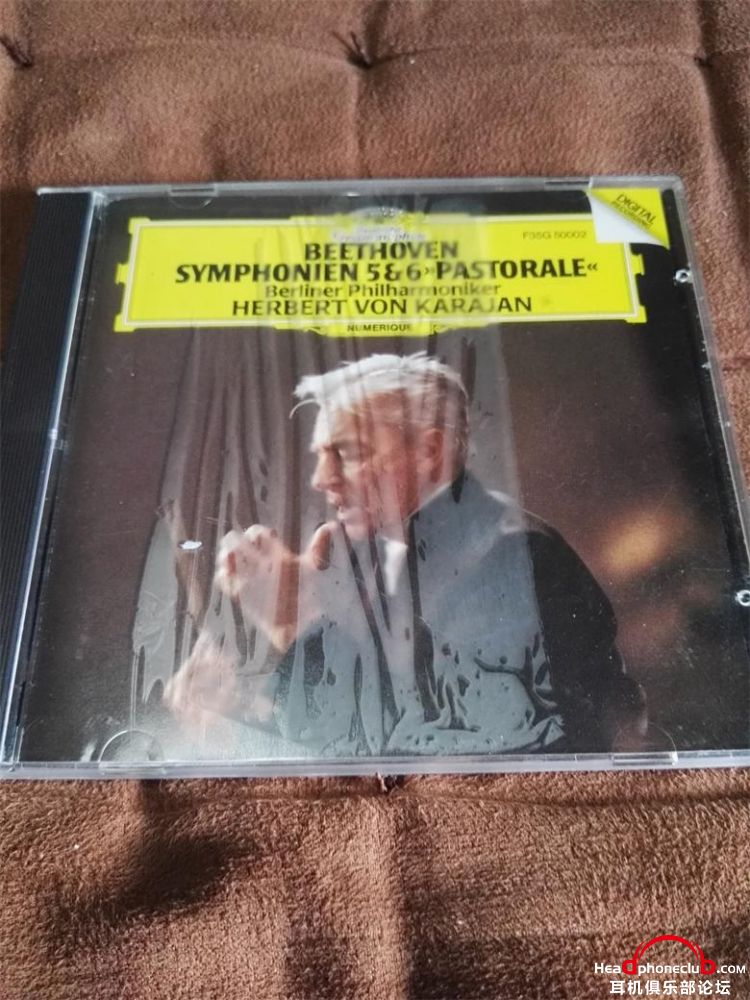 DIGITAL
RECORDING
F35G 50002
BEETHOVEN
SYMPHONIEN 5 & 6 »PASTORALE«
Berliner Philharmoniker
HERBERT VON KARAJAN
NUMERIQUE
Headphoneclub.com
耳机俱乐部论坛